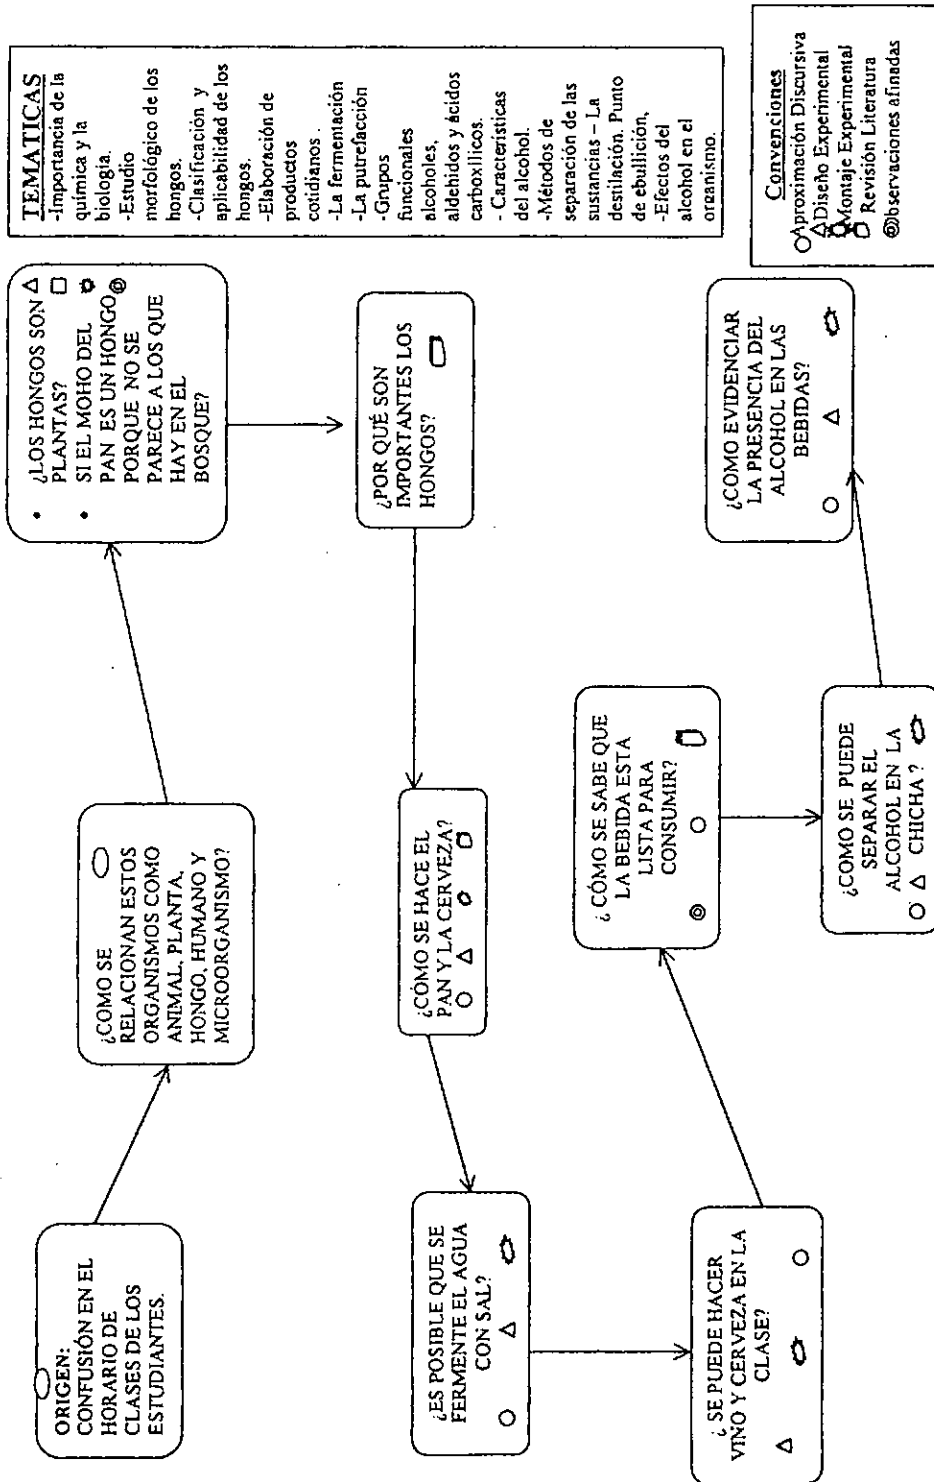 ORIGEN:
CONFUSIÓN EN EL
HORARIO DE
CLASES DE LOS
ESTUDIANTES.
¿COMO SE
RELACIONAN ESTOS
ORGANISMOS COMO
ANIMAL, PLANTA,
HONGO, HUMANO Y
MICROORGANISMO?
• ¿LOS HONGOS SON
PLANTAS?
• SI EL MOHO DEL
PAN ES UN HONGO
PORQUE NO SE
PARECE A LOS QUE
HAY EN EL
BOSQUE?
¿POR QUÉ SON
IMPORTANTES LOS
HONGOS?
¿CÓMO SE HACE EL
PAN Y LA CERVEZA?
¿ES POSIBLE QUE SE
FERMENTE EL AGUA
CON SAL?
¿ SE PUEDE HACER
VINO Y CERVEZA EN LA
CLASE?
¿ CÓMO SE SABE QUE
LA BEBIDA ESTA
LISTA PARA
CONSUMIR?
¿COMO SE PUEDE
SEPARAR EL
ALCOHOL EN LA
CHICHA ?
¿COMO EVIDENCIAR
LA PRESENCIA DEL
ALCOHOL EN LAS
BEBIDAS?
TEMATICAS
-Importancia de la
química y la
biología.
-Estudio
morfológico de los
hongos.
-Clasificación y
aplicabilidad de los
hongos.
-Elaboración de
productos
cotidianos .
-La fermentación
-La putrefacción
-Grupos
funcionales
alcoholes,
aldehidos y ácidos
carboxílicos.
- Características
del alcohol.
-Métodos de
separación de las
sustancias – La
destilación. Punto
de ebullición,
-Efectos del
alcohol en el
organismo.
Convenciones
Aproximación Discursiva
Diseño Experimental
Montaje Experimental
Revisión Literatura
Observaciones afinadas